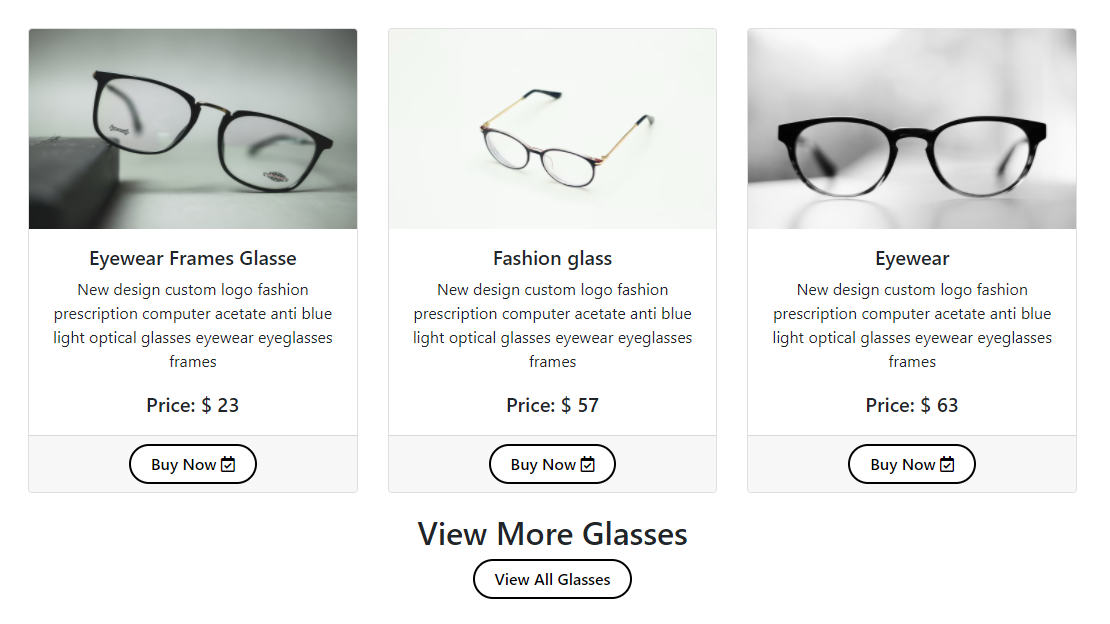 Eyewear Frames Glasse
New design custom logo fashion
prescription computer acetate anti blue
light optical glasses eyewear eyeglasses
frames
Price: $ 23
Buy Now
Fashion glass
New design custom logo fashion
prescription computer acetate anti blue
light optical glasses eyewear eyeglasses
frames
Price: $ 57
Buy Now
Eyewear
New design custom logo fashion
prescription computer acetate anti blue
light optical glasses eyewear eyeglasses
frames
Price: $ 63
Buy Now
View More Glasses
View All Glasses